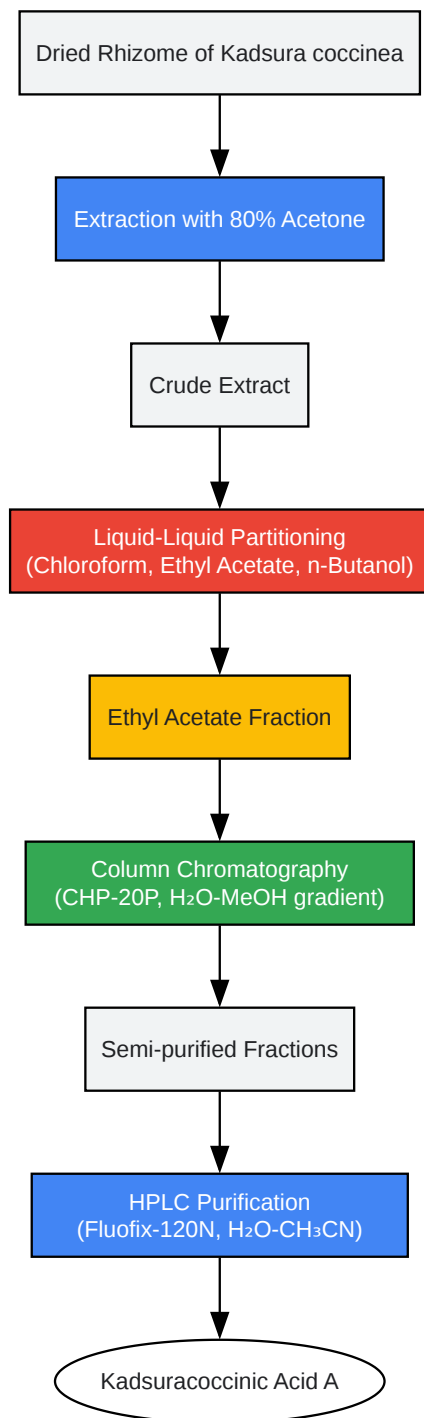 Dried Rhizome of Kadsura coccinea
Extraction with 80% Acetone
Crude Extract
Liquid-Liquid Partitioning
(Chloroform, Ethyl Acetate, n-Butanol)
Ethyl Acetate Fraction
Column Chromatography
(CHP-20P, H₂O-MeOH gradient)
Semi-purified Fractions
HPLC Purification
(Fluofix-120N, H₂O-CH₃CN)
Kadsuracoccinic Acid A